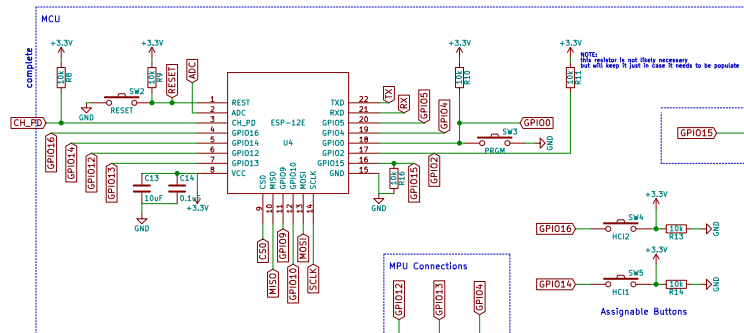 MCU
complete
+3.3V
10k
R8
+3.3V
10k
R9
RESET
ADC
SW2
RESET
GND
CH_PD
GPIO16
GPIO14
GPIO12
GPIO13
1 REST
2 ADC
3 CH_PD
4 GPIO16
5 GPIO14
6 GPIO12
7 GPIO13
8 VCC
ESP-12E
U4
TXD 22
RXD 21
GPIO5 20
GPIO4 19
GPIO0 18
GPIO2 17
GPIO15 16
GND 15
CS0 9
MISO 10
GPIO9 11
GPIO10 12
MOSI 13
SCLK 14
C13
10uF
C14
0.1uF
+3.3V
GND
CS0
MISO
GPIO9
GPIO10
MOSI
SCLK
TX
RX
GPIO5
GPIO4
+3.3V
10k
R10
GPIO0
SW3
PRGM
GND
10k
R16
GPIO15
GPIO2
GND
+3.3V
10k
R11
NOTE:
this resistor is not likely necessary
but will keep it just in case it needs to be populate
GPIO15
MPU Connections
GPIO12
GPIO13
GPIO4
+3.3V
GPIO16
SW4
HCI2
10k
R13
GND
+3.3V
GPIO14
SW5
HCI1
10k
R14
GND
Assignable Buttons